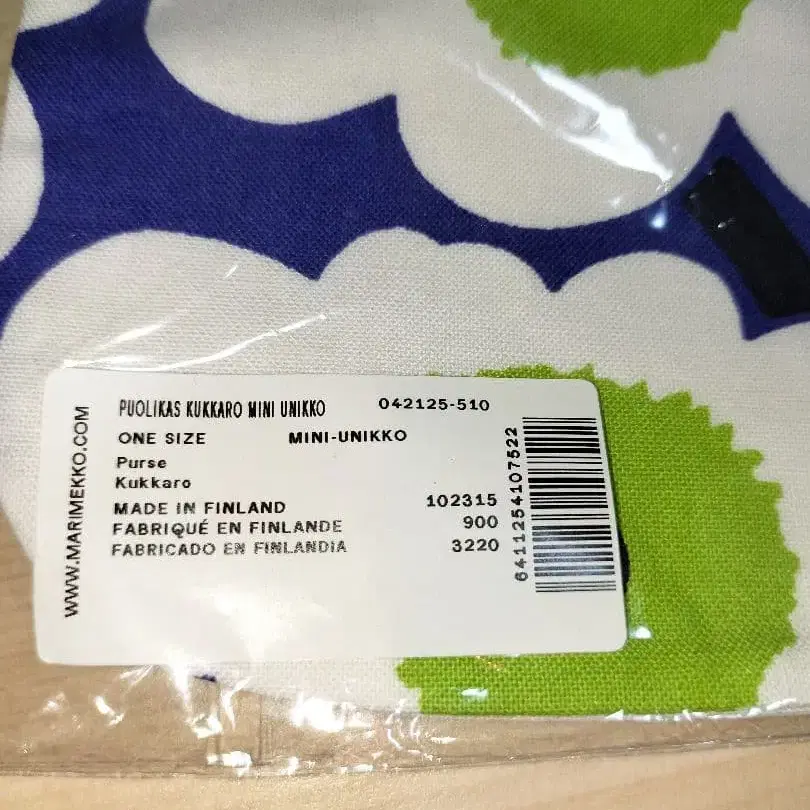 PUOLIKAS KUKKARO MINI UNIKKO 042125-510
ONE SIZE MINI-UNIKKO
Purse
Kukkaro
MADE IN FINLAND 102315
FABRIQUÉ EN FINLANDE 900
FABRICADO EN FINLANDIA 3220
WWW.MARIMEKKO.COM
6411254107522